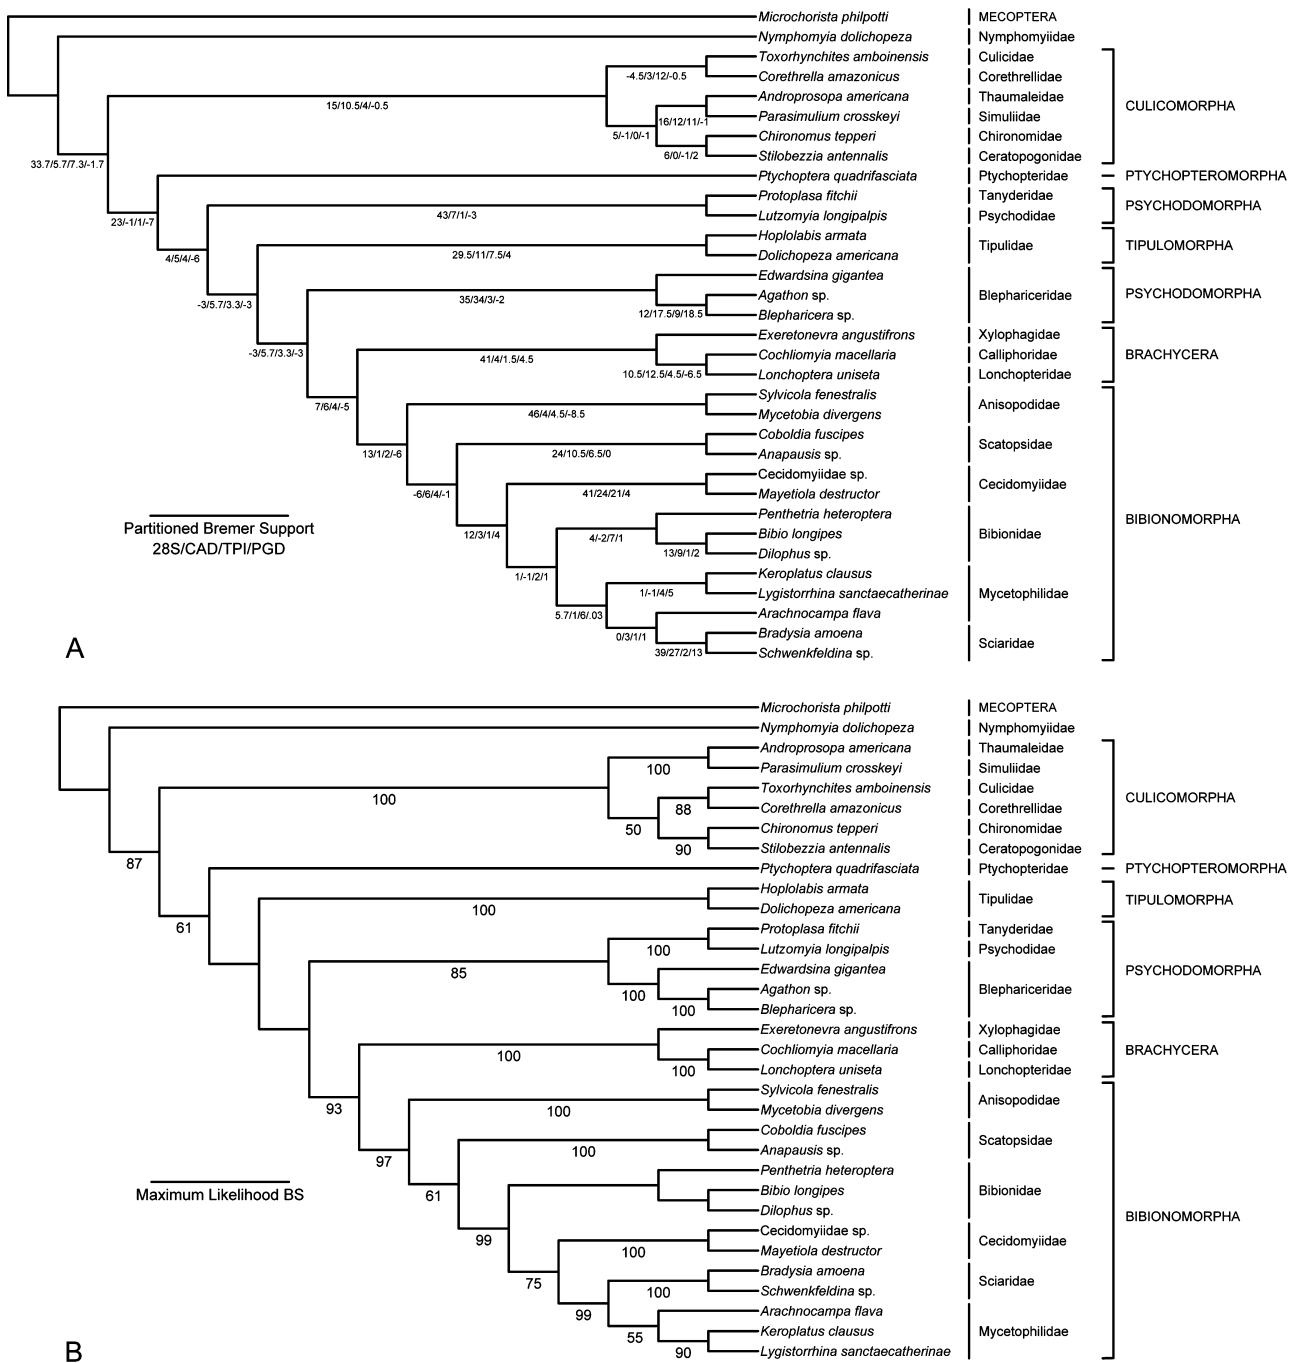 Microchorista philpotti MECOPTERA
Nymphomyia dolichopeza Nymphomyiidae
Toxorhynchites amboinensis Culicidae
-4.5/3/12/-0.5
Corethrella amazonicus Corethrellidae
Androprosopa americana Thaumaleidae
15/10.5/4/-0.5
CULICOMORPHA
Parasimulium crosskeyi Simuliidae
16/12/11/-1
5/-1/0/-1
Chironomus tepperi Chironomidae
6/0/-1/2
Stilobezzia antennalis Ceratopogonidae
33.7/5.7/7.3/-1.7
Ptychoptera quadrifasciata Ptychopteridae PTYCHOPTEROMORPHA
Protoplasa fitchii Tanyderidae
PSYCHODOMORPHA
43/7/1/-3
Lutzomyia longipalpis Psychodidae
23/-1/1/-7
Hoplolabis armata
Tipulidae TIPULOMORPHA
29.5/11/7.5/4
Dolichopeza americana
4/5/4/-6
Edwardsina gigantea
Agathon sp. Blephariceridae PSYCHODOMORPHA
35/34/3/-2
-3/5.7/3.3/-3
12/17.5/9/18.5
Blepharicera sp.
Exeretonevra angustifrons Xylophagidae
-3/5.7/3.3/-3
Cochliomyia macellaria Calliphoridae BRACHYCERA
41/4/1.5/4.5
10.5/12.5/4.5/-6.5
Lonchoptera uniseta Lonchopteridae
Sylvicola fenestralis
7/6/4/-5
Anisopodidae
46/4/4.5/-8.5
Mycetobia divergens
Coboldia fuscipes
Scatopsidae
13/1/2/-6
24/10.5/6.5/0
Anapausis sp.
Cecidomyiidae sp.
Cecidomyiidae
-6/6/4/-1
41/24/21/4
Mayetiola destructor
Penthetria heteroptera
BIBIONOMORPHA
Partitioned Bremer Support
12/3/1/4
4/-2/7/1
Bibio longipes Bibionidae
28S/CAD/TPI/PGD
13/9/1/2
Dilophus sp.
1/-1/2/1
Keroplatus clausus
1/-1/4/5
Lygistorrhina sanctaecatherinae Mycetophilidae
5.7/1/6/.03
Arachnocampa flava
0/3/1/1
Bradysia amoena
Sciaridae
A
39/27/2/13
Schwenkfeldina sp.
Microchorista philpotti MECOPTERA
Nymphomyia dolichopeza Nymphomyiidae
Androprosopa americana Thaumaleidae
100
Parasimulium crosskeyi Simuliidae
Toxorhynchites amboinensis Culicidae
100
CULICOMORPHA
88
Corethrella amazonicus Corethrellidae
50
Chironomus tepperi Chironomidae
90
Stilobezzia antennalis Ceratopogonidae
87
Ptychoptera quadrifasciata Ptychopteridae PTYCHOPTEROMORPHA
Hoplolabis armata
Tipulidae TIPULOMORPHA
100
Dolichopeza americana
61
Protoplasa fitchii Tanyderidae
100
Lutzomyia longipalpis Psychodidae
85
PSYCHODOMORPHA
Edwardsina gigantea
Agathon sp. Blephariceridae
100
100
Blepharicera sp.
Exeretonevra angustifrons Xylophagidae
100
Cochliomyia macellaria Calliphoridae BRACHYCERA
100
Lonchoptera uniseta Lonchopteridae
Sylvicola fenestralis
Anisopodidae
93
100
Mycetobia divergens
Coboldia fuscipes
Scatopsidae
97
100
Anapausis sp.
Penthetria heteroptera
Maximum Likelihood BS
61
Bibio longipes Bibionidae
Dilophus sp.
BIBIONOMORPHA
Cecidomyiidae sp.
99
Cecidomyiidae
100
Mayetiola destructor
Bradysia amoena
75
Sciaridae
100
Schwenkfeldina sp.
99
Arachnocampa flava
55
Keroplatus clausus Mycetophilidae
B
90
Lygistorrhina sanctaecatherinae